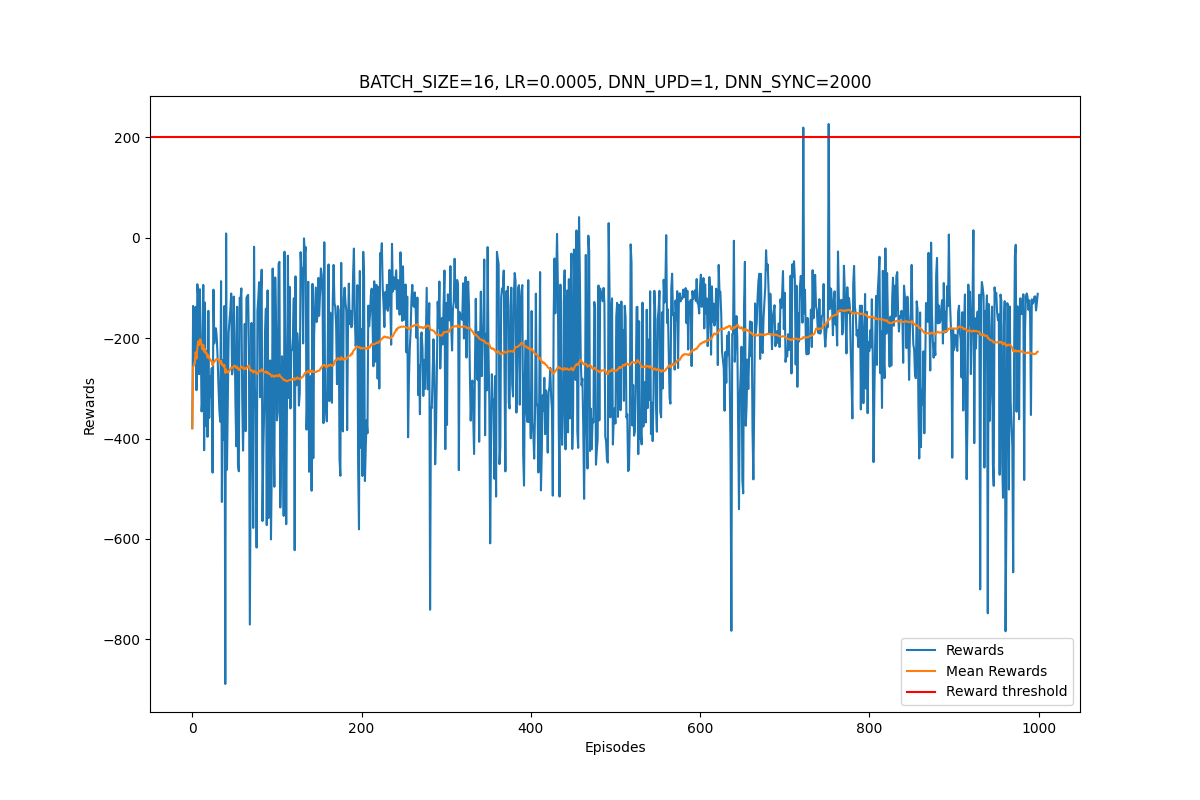 BATCH_SIZE=16, LR=0.0005, DNN_UPD=1, DNN_SYNC=2000
200
0
−200
−400
−600
−800
Rewards
Rewards
Mean Rewards
Reward threshold
0
200
400
600
800
1000
Episodes